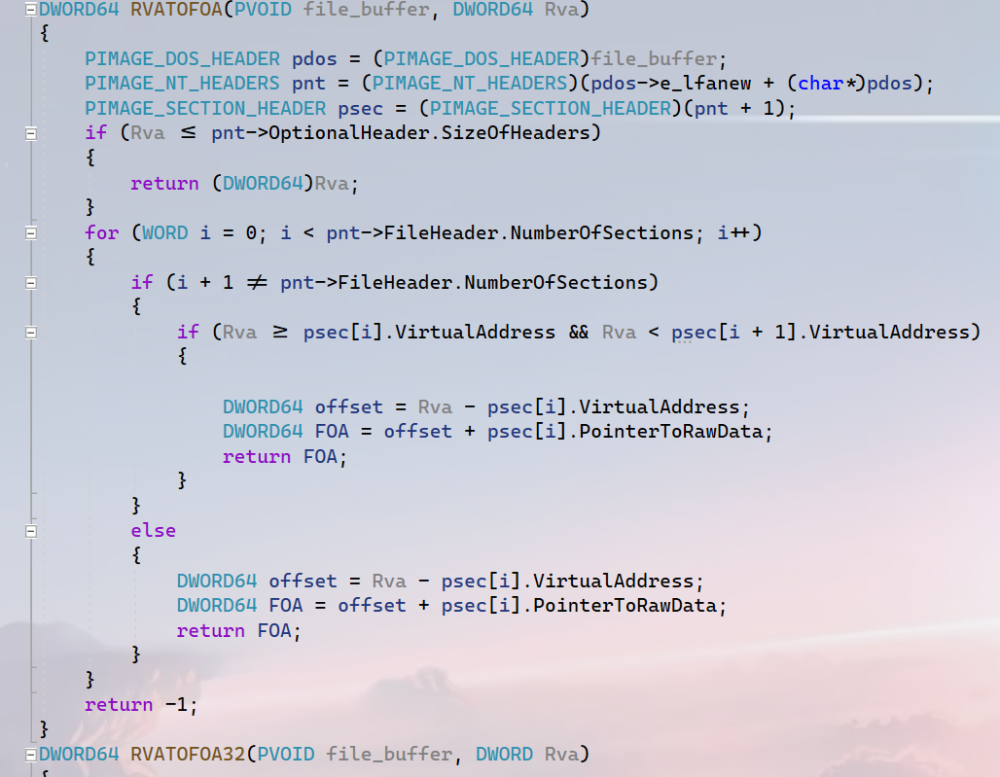 DWORD64 RVATOFOA(PVOID file_buffer, DWORD64 Rva)
{
PIMAGE_DOS_HEADER pdos = (PIMAGE_DOS_HEADER)file_buffer;
PIMAGE_NT_HEADERS pnt = (PIMAGE_NT_HEADERS)(pdos->e_lfanew + (char*)pdos);
PIMAGE_SECTION_HEADER psec = (PIMAGE_SECTION_HEADER)(pnt + 1);
if (Rva ≤ pnt->OptionalHeader.SizeOfHeaders)
{
return (DWORD64)Rva;
}
for (WORD i = 0; i < pnt->FileHeader.NumberOfSections; i++)
{
if (i + 1 ≠ pnt->FileHeader.NumberOfSections)
{
if (Rva ≥ psec[i].VirtualAddress && Rva < psec[i + 1].VirtualAddress)
{
DWORD64 offset = Rva - psec[i].VirtualAddress;
DWORD64 FOA = offset + psec[i].PointerToRawData;
return FOA;
}
}
else
{
DWORD64 offset = Rva - psec[i].VirtualAddress;
DWORD64 FOA = offset + psec[i].PointerToRawData;
return FOA;
}
}
return -1;
}
DWORD64 RVATOFOA32(PVOID file_buffer, DWORD Rva)
{